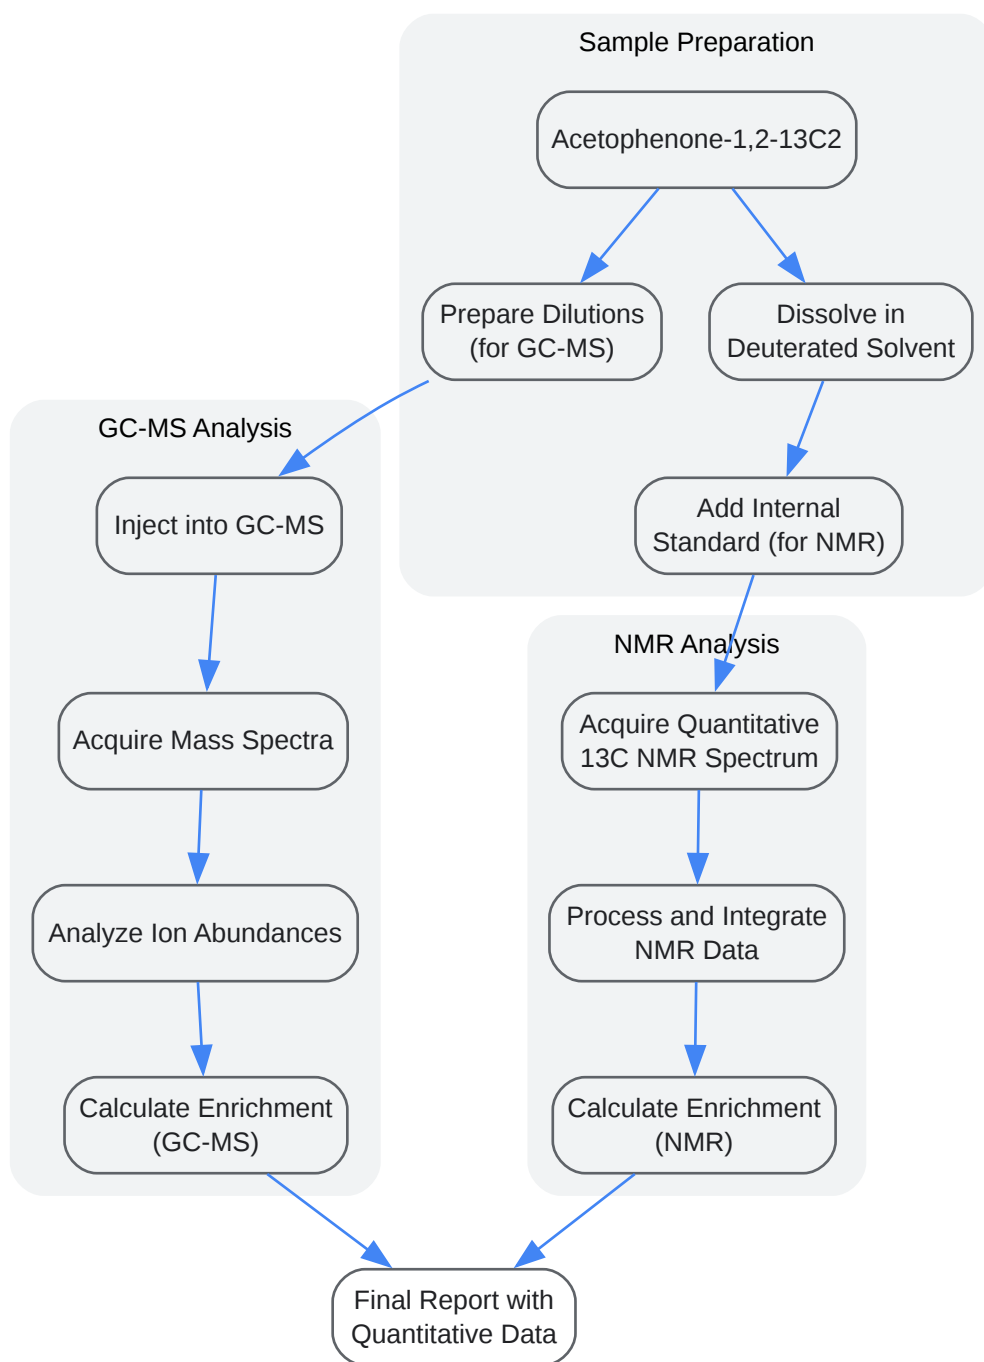 Sample Preparation
Acetophenone-1,2-13C2
Prepare Dilutions
(for GC-MS)
Dissolve in
Deuterated Solvent
GC-MS Analysis
Inject into GC-MS
Add Internal
Standard (for NMR)
NMR Analysis
Acquire Mass Spectra
Acquire Quantitative
13C NMR Spectrum
Analyze Ion Abundances
Process and Integrate
NMR Data
Calculate Enrichment
(GC-MS)
Calculate Enrichment
(NMR)
Final Report with
Quantitative Data